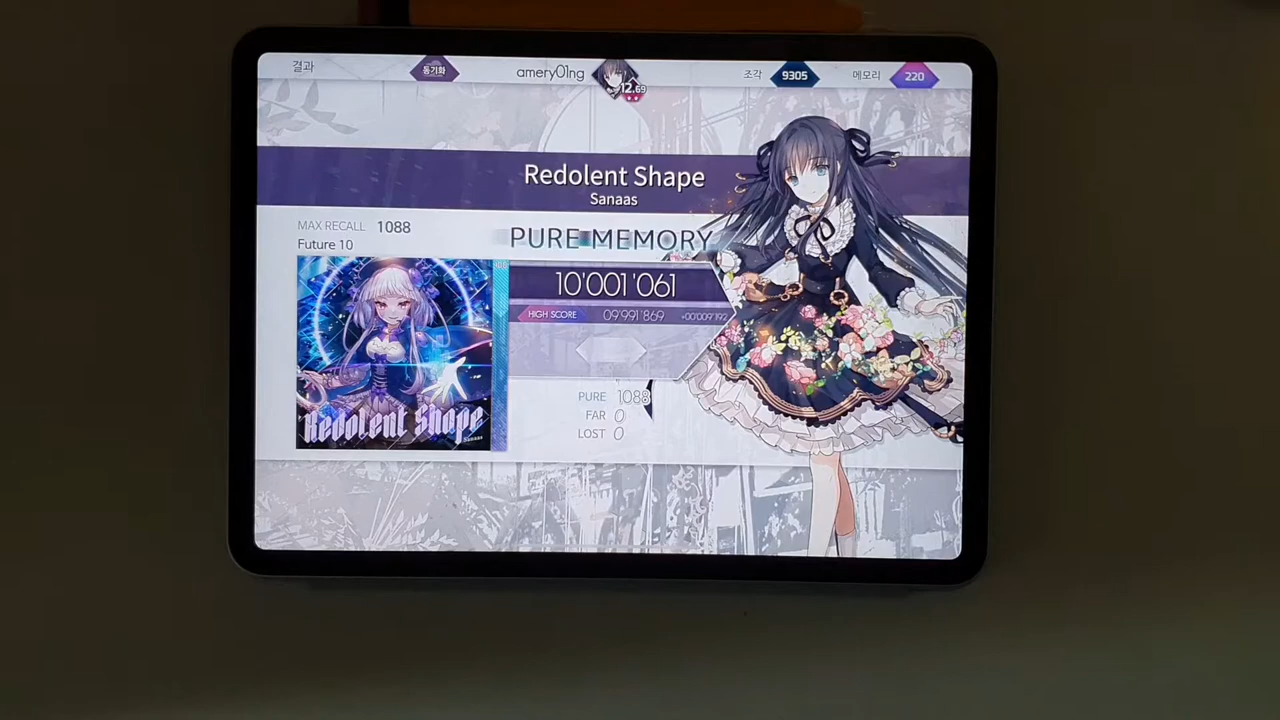 결과
동기화
amery01ng
12.69
조각
9305
메모리
220
Redolent Shape
Sanaas
MAX RECALL 1088
Future 10
PURE MEMORY
10'001'061
HIGH SCORE 09'991'869 +00'009'192
Redolent Shape
Sanaas
PURE 1088
FAR 0
LOST 0